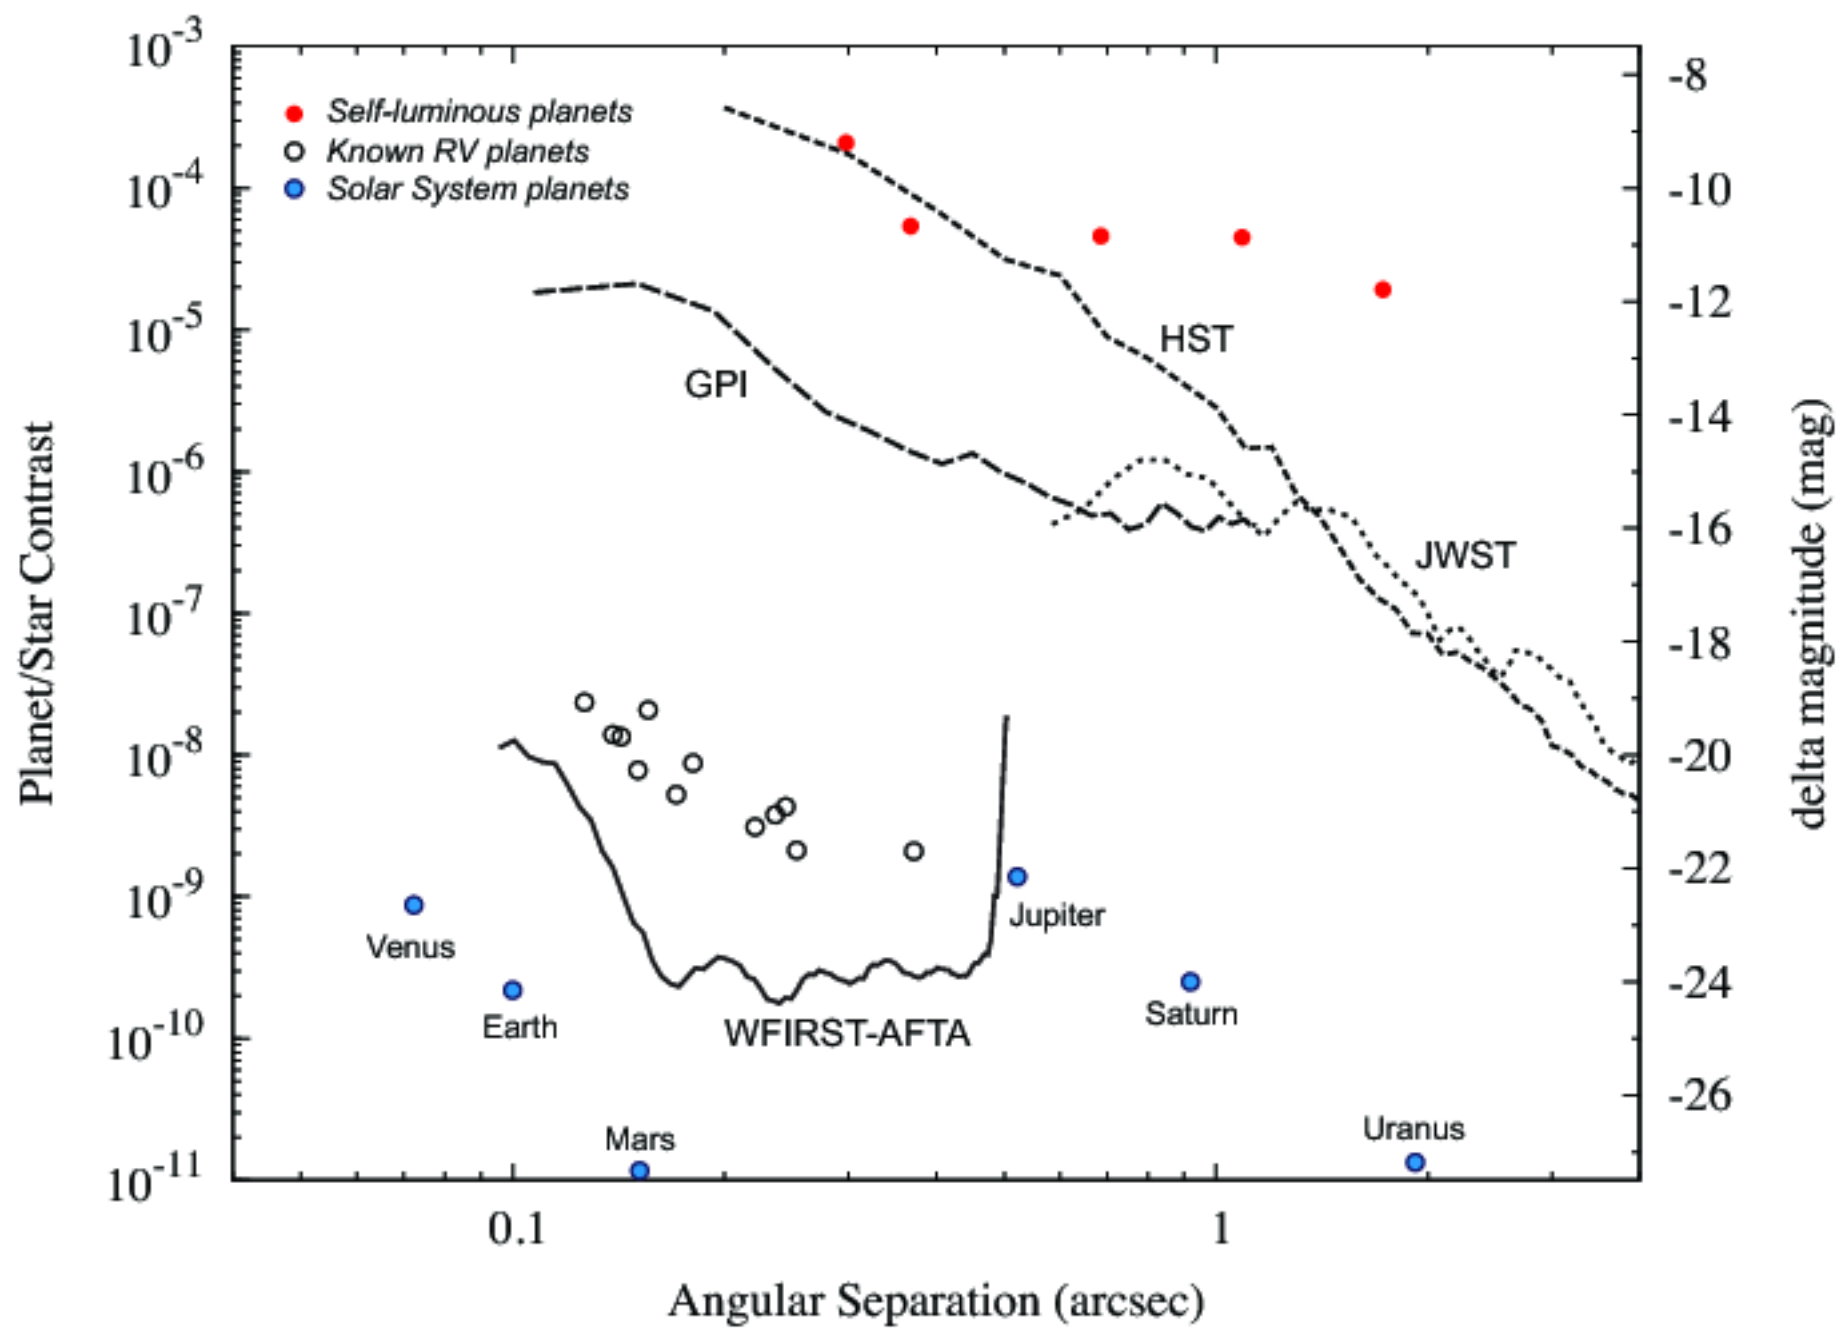 10^-3
10^-4
10^-5
10^-6
10^-7
10^-8
10^-9
10^-10
10^-11
Planet/Star Contrast
Self-luminous planets
Known RV planets
Solar System planets
HST
GPI
JWST
Jupiter
Venus
Saturn
Earth
WFIRST-AFTA
Mars
Uranus
-8
-10
-12
-14
-16
-18
-20
-22
-24
-26
delta magnitude (mag)
0.1
1
Angular Separation (arcsec)